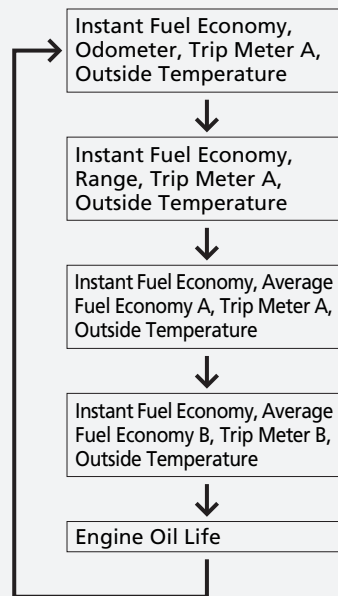 Instant Fuel Economy,
Odometer, Trip Meter A,
Outside Temperature
Instant Fuel Economy,
Range, Trip Meter A,
Outside Temperature
Instant Fuel Economy, Average
Fuel Economy A, Trip Meter A,
Outside Temperature
Instant Fuel Economy, Average
Fuel Economy B, Trip Meter B,
Outside Temperature
Engine Oil Life